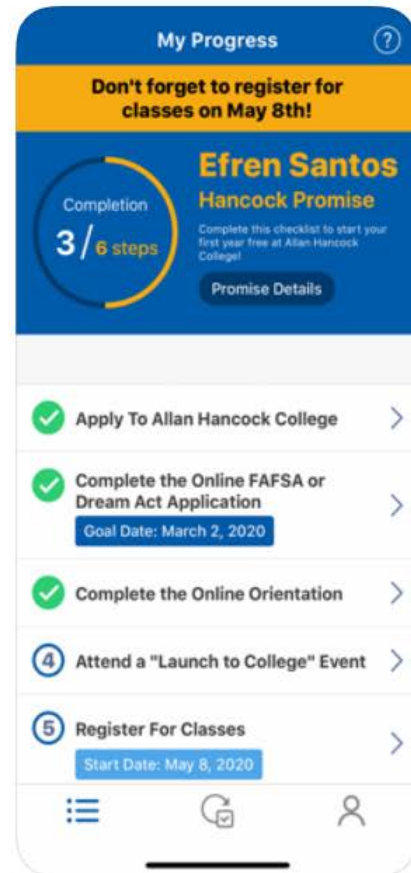 My Progress
?
Don't forget to register for
classes on May 8th!
Efren Santos
Hancock Promise
Completion
3/6 steps
Complete this checklist to start your
first year free at Allan Hancock
College!
Promise Details
Apply To Allan Hancock College
Complete the Online FAFSA or
Dream Act Application
Goal Date: March 2, 2020
Complete the Online Orientation
4 Attend a "Launch to College" Event
5 Register For Classes
Start Date: May 8, 2020